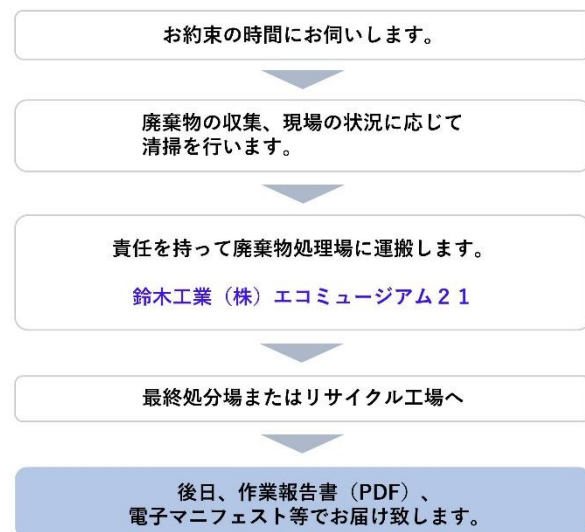 お約束の時間にお伺いします。
廃棄物の収集、現場の状況に応じて
清掃を行います。
責任を持って廃棄物処理場に運搬します。
鈴木工業（株）エコミュージアム２１
最終処分場またはリサイクル工場へ
後日、作業報告書（PDF）、
電子マニフェスト等でお届け致します。